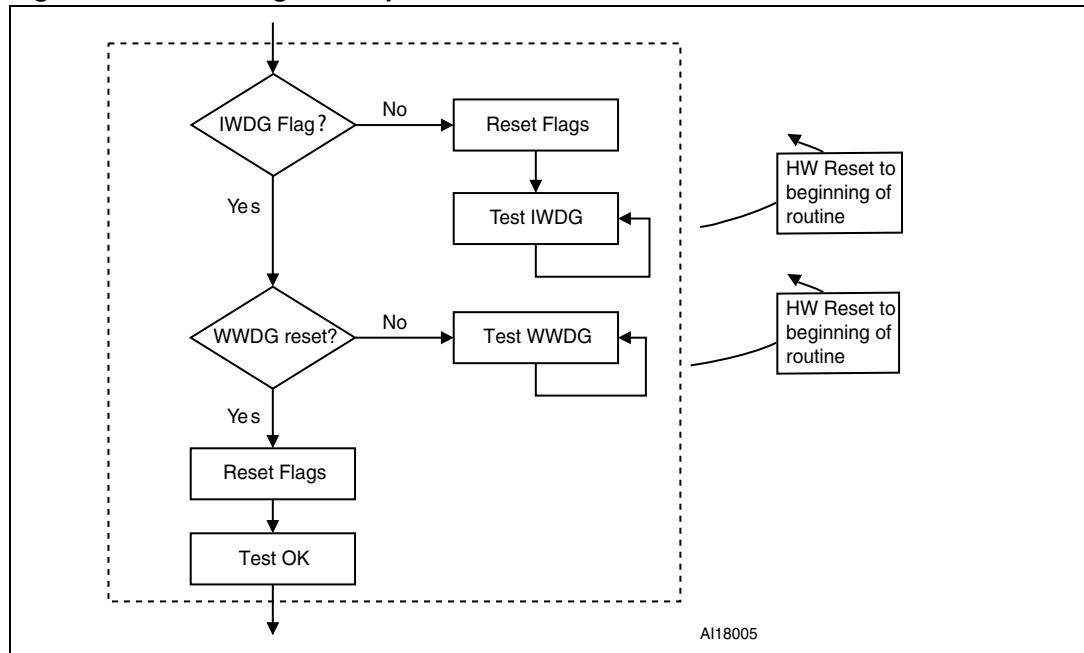 IWDG Flag?
No
Reset Flags
Yes
Test IWDG
HW Reset to
beginning of
routine
WWDG reset?
No
Test WWDG
HW Reset to
beginning of
routine
Yes
Reset Flags
Test OK
AI18005